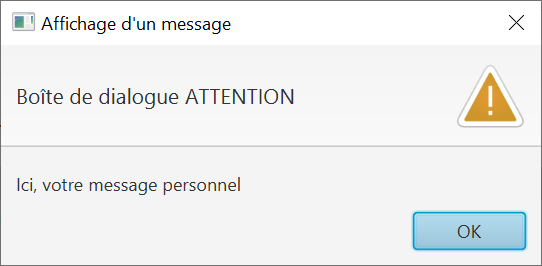 Affichage d'un message
Boîte de dialogue ATTENTION
Ici, votre message personnel
OK